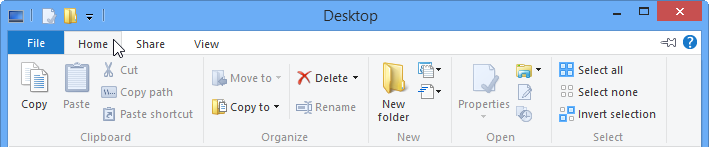 Desktop
File Home Share View
Copy
Paste
Cut
Copy path
Paste shortcut
Clipboard
Move to
Copy to
Delete
Rename
Organize
New
folder
New
Properties
Open
Select all
Select none
Invert selection
Select